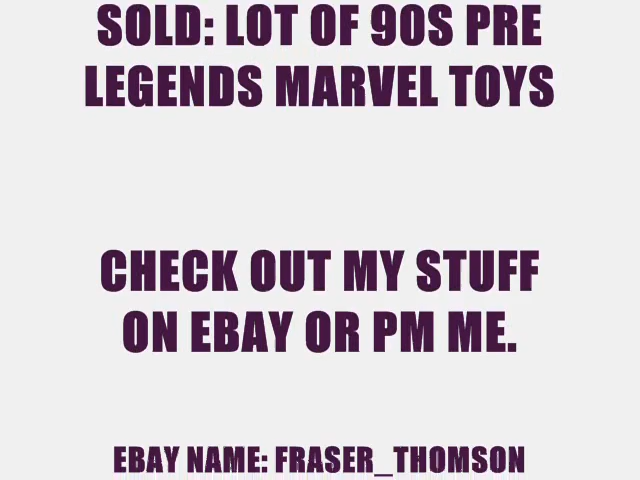 SOLD: LOT OF 90S PRE
LEGENDS MARVEL TOYS
CHECK OUT MY STUFF
ON EBAY OR PM ME.
EBAY NAME: FRASER_THOMSON